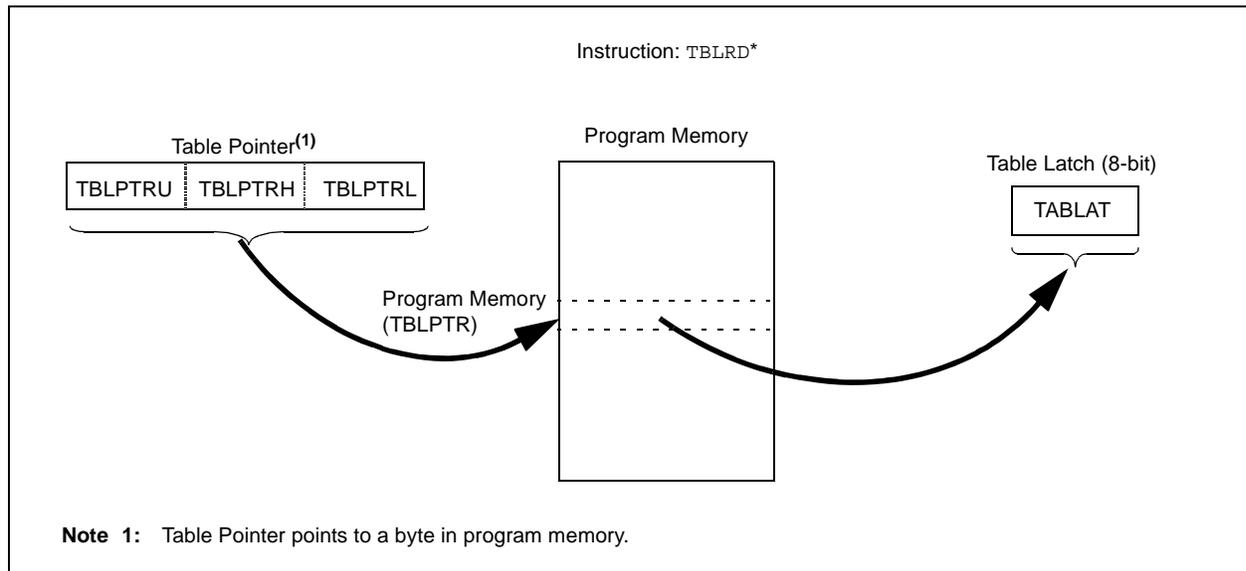 Instruction: TBLRD*
Table Pointer(1)
TBLPTRU TBLPTRH TBLPTRL
Program Memory
Table Latch (8-bit)
TABLAT
Program Memory
(TBLPTR)
Note 1: Table Pointer points to a byte in program memory.